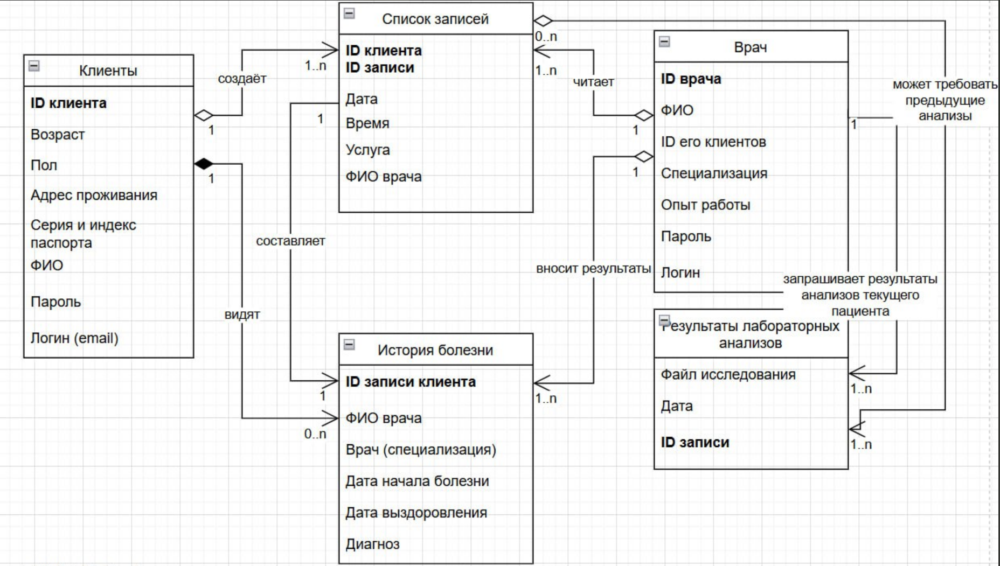 Клиенты
ID клиента
Возраст
Пол
Адрес проживания
Серия и индекс
паспорта
ФИО
Пароль
Логин (email)
создаёт
1..n
1
1
видят
0..n
Список записей
ID клиента
ID записи
Дата
Время
Услуга
ФИО врача
1
составляет
1
История болезни
ID записи клиента
ФИО врача
Врач (специализация)
Дата начала болезни
Дата выздоровления
Диагноз
0..n
1..n
читает
1
1
вносит результаты
1..n
Врач
ID врача
ФИО
ID его клиентов
Специализация
Опыт работы
Пароль
Логин
1
может требовать
предыдущие
анализы
запрашивает результаты
анализов текущего
пациента
Результаты лабораторных
анализов
Файл исследования
Дата
ID записи
1..n
1..n